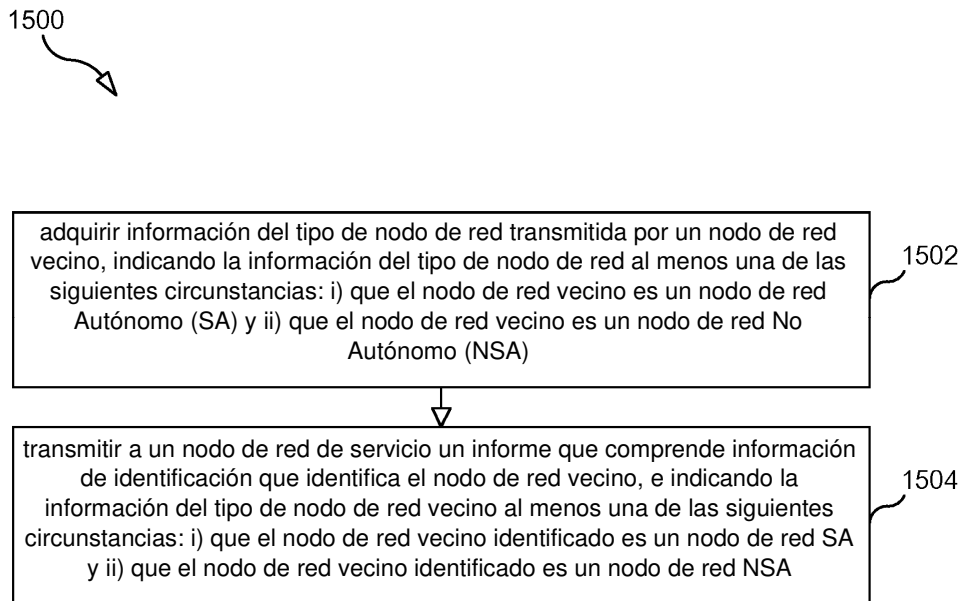 1500
adquirir información del tipo de nodo de red transmitida por un nodo de red
vecino, indicando la información del tipo de nodo de red al menos una de las
siguientes circunstancias: i) que el nodo de red vecino es un nodo de red
Autónomo (SA) y ii) que el nodo de red vecino es un nodo de red No
Autónomo (NSA)
1502
transmitir a un nodo de red de servicio un informe que comprende información
de identificación que identifica el nodo de red vecino, e indicando la
información del tipo de nodo de red vecino al menos una de las siguientes
circunstancias: i) que el nodo de red vecino identificado es un nodo de red SA
y ii) que el nodo de red vecino identificado es un nodo de red NSA
1504